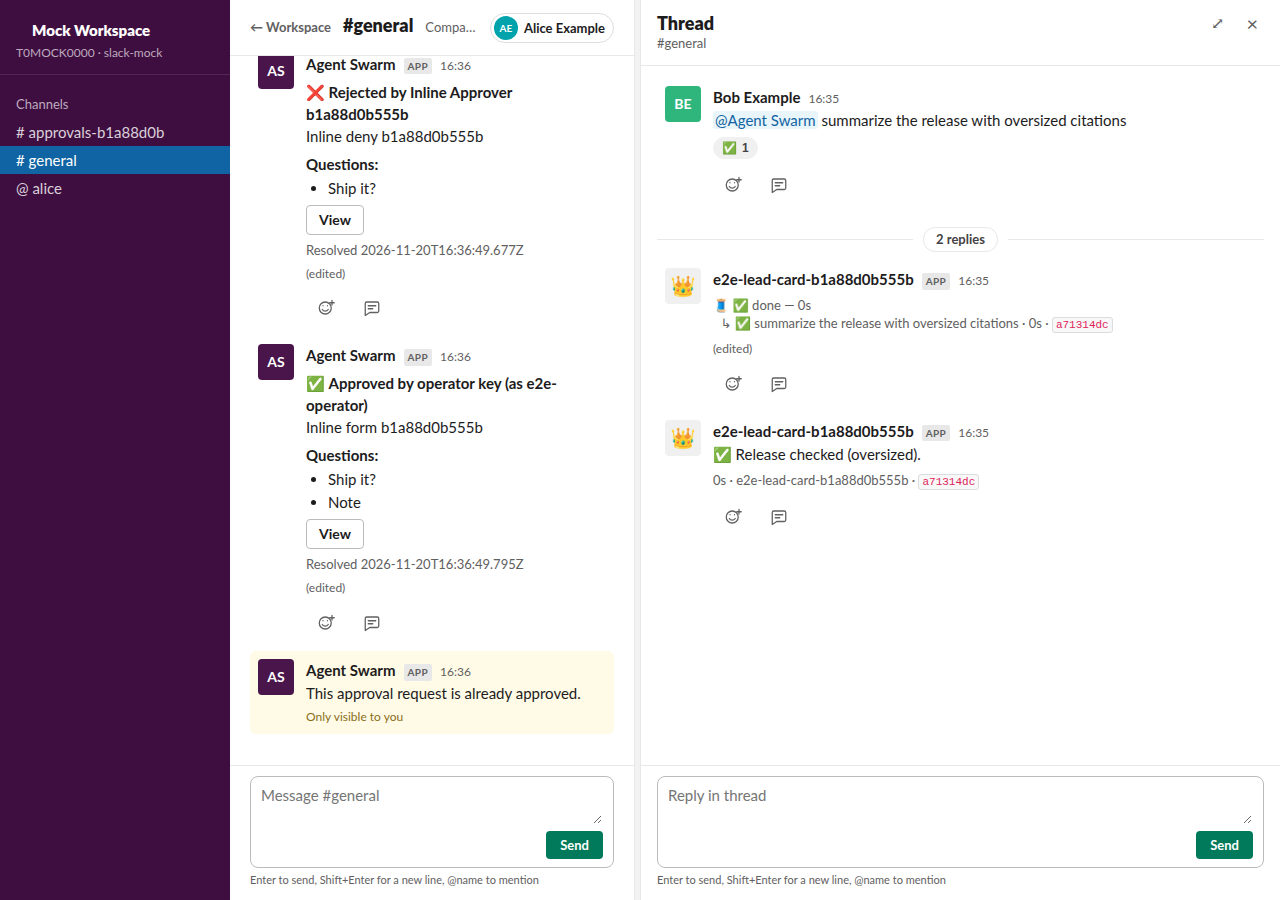 Mock Workspace
T0MOCK0000 · slack-mock
Channels
# approvals-b1a88d0b
# general
@ alice
← Workspace #general Compa... AE Alice Example
AS Agent Swarm APP 16:36
❌ Rejected by Inline Approver
b1a88d0b555b
Inline deny b1a88d0b555b
Questions:
• Ship it?
View
Resolved 2026-11-20T16:36:49.677Z
(edited)
AS Agent Swarm APP 16:36
✅ Approved by operator key (as e2e-
operator)
Inline form b1a88d0b555b
Questions:
• Ship it?
• Note
View
Resolved 2026-11-20T16:36:49.795Z
(edited)
AS Agent Swarm APP 16:36
This approval request is already approved.
Only visible to you
Message #general
Send
Enter to send, Shift+Enter for a new line, @name to mention
Thread
#general
BE Bob Example 16:35
@Agent Swarm summarize the release with oversized citations
✅ 1
2 replies
e2e-lead-card-b1a88d0b555b APP 16:35
🧵 ✅ done — 0s
↳ ✅ summarize the release with oversized citations · 0s · a71314dc
(edited)
e2e-lead-card-b1a88d0b555b APP 16:35
✅ Release checked (oversized).
0s · e2e-lead-card-b1a88d0b555b · a71314dc
Reply in thread
Send
Enter to send, Shift+Enter for a new line, @name to mention